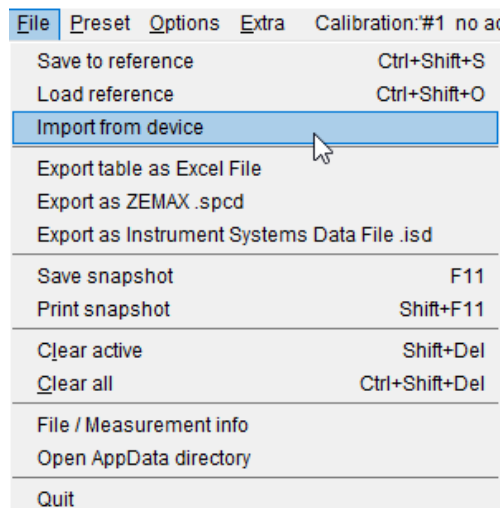 File Preset Options Extra Calibration:'#1 no
Save to reference Ctrl+Shift+S
Load reference Ctrl+Shift+O
Import from device
Export table as Excel File
Export as ZEMAX .spcd
Export as Instrument Systems Data File .isd
Save snapshot F11
Print snapshot Shift+F11
Clear active Shift+Del
Clear all Ctrl+Shift+Del
File / Measurement info
Open AppData directory
Quit